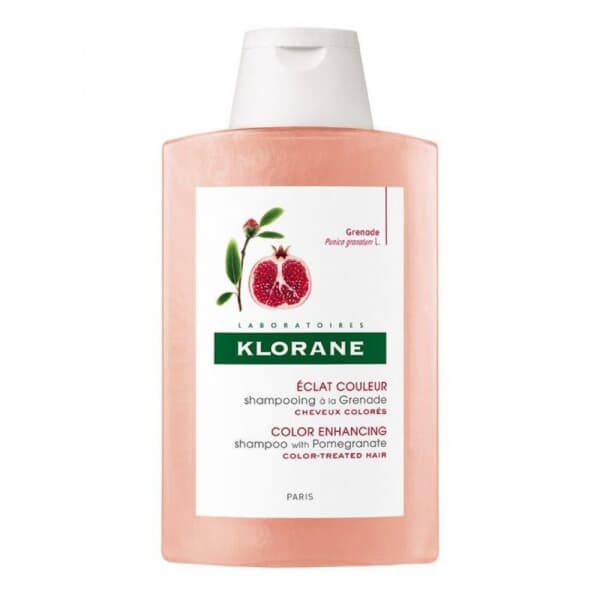 Grenade
Punica granatum L.
LABORATOIRES
KLORANE
ÉCLAT COULEUR
shampooing à la Grenade
CHEVEUX COLORÉS
COLOR ENHANCING
shampoo with Pomegranate
COLOR-TREATED HAIR
PARIS